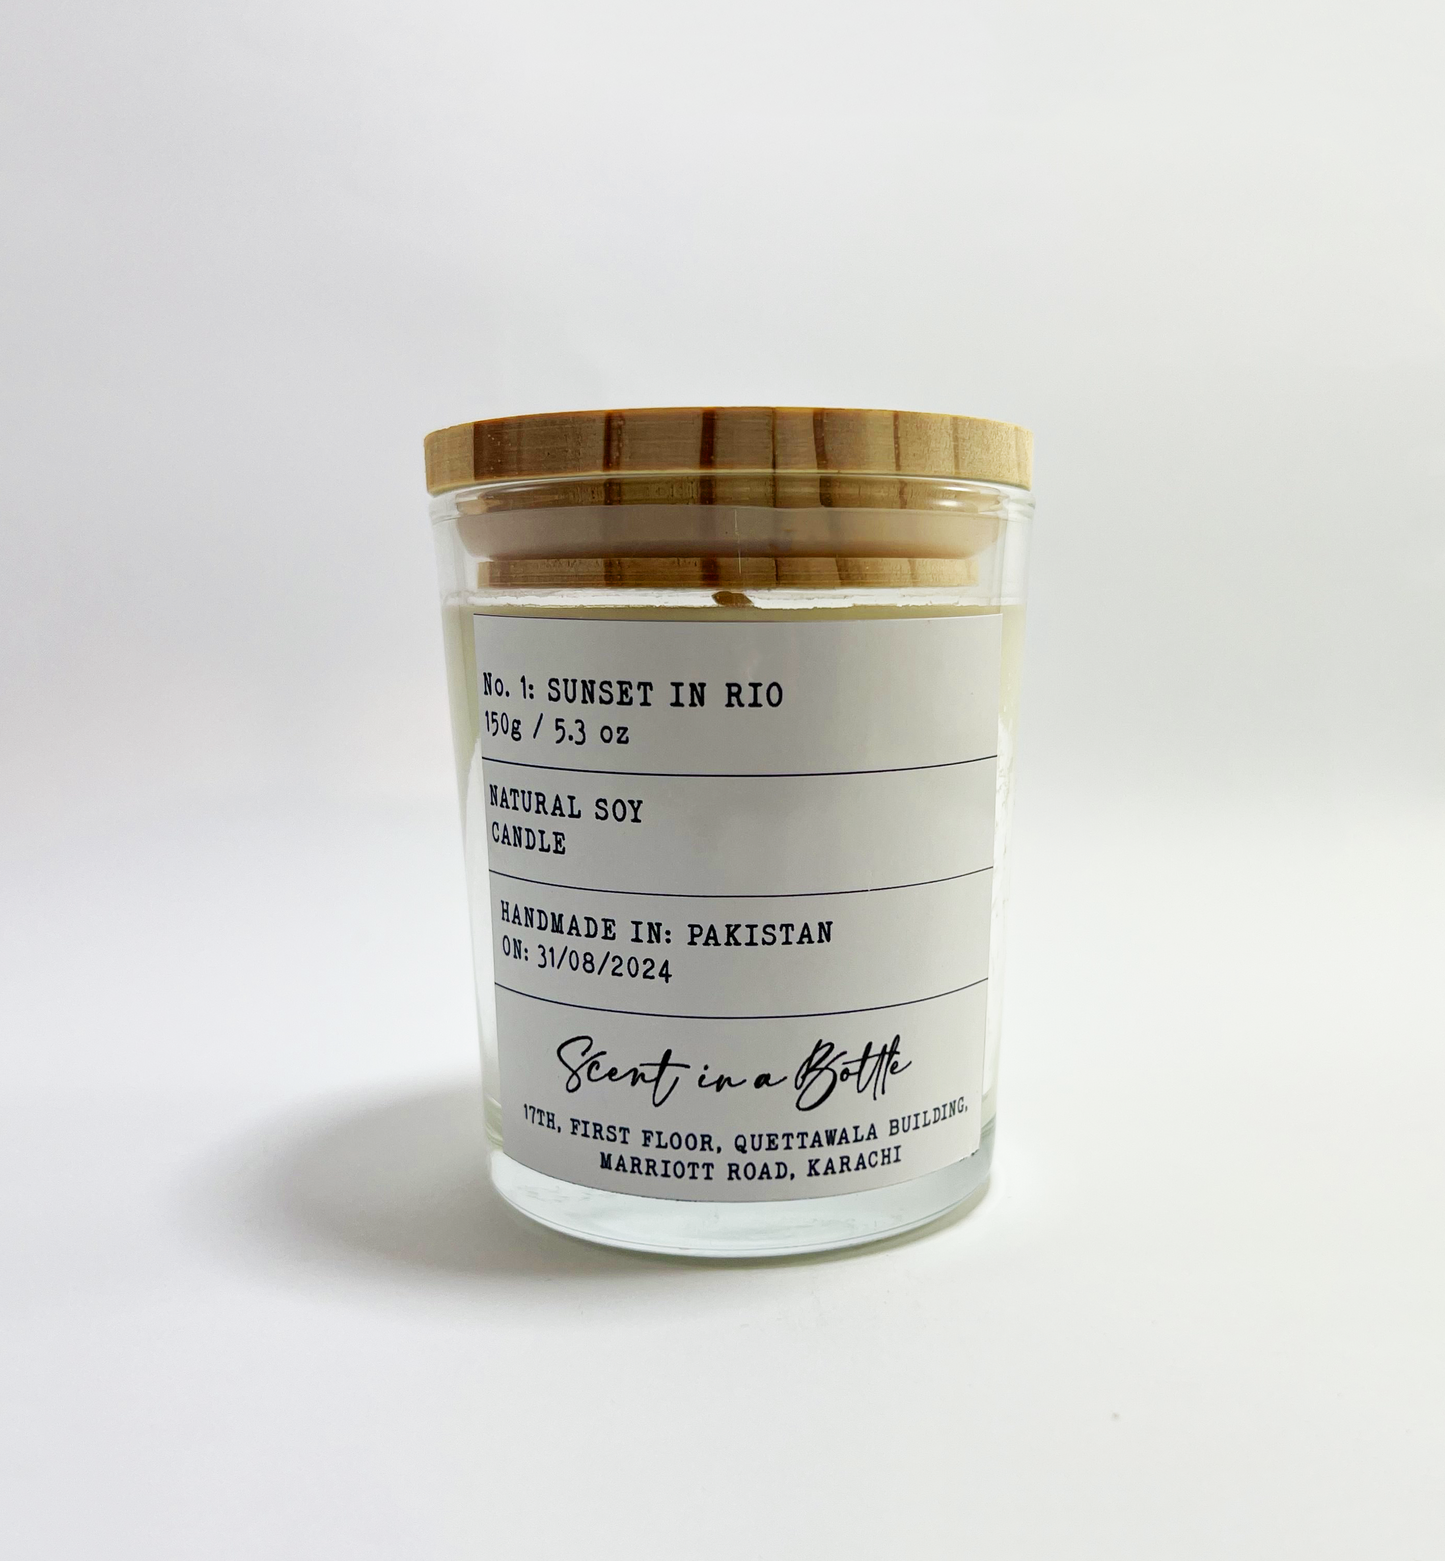 No. 1: SUNSET IN RIO
150g / 5.3 oz
NATURAL SOY
CANDLE
HANDMADE IN: PAKISTAN
ON: 31/08/2024
Scent in a Bottle
17TH, FIRST FLOOR, QUETTAWALA BUILDING,
MARRIOTT ROAD, KARACHI